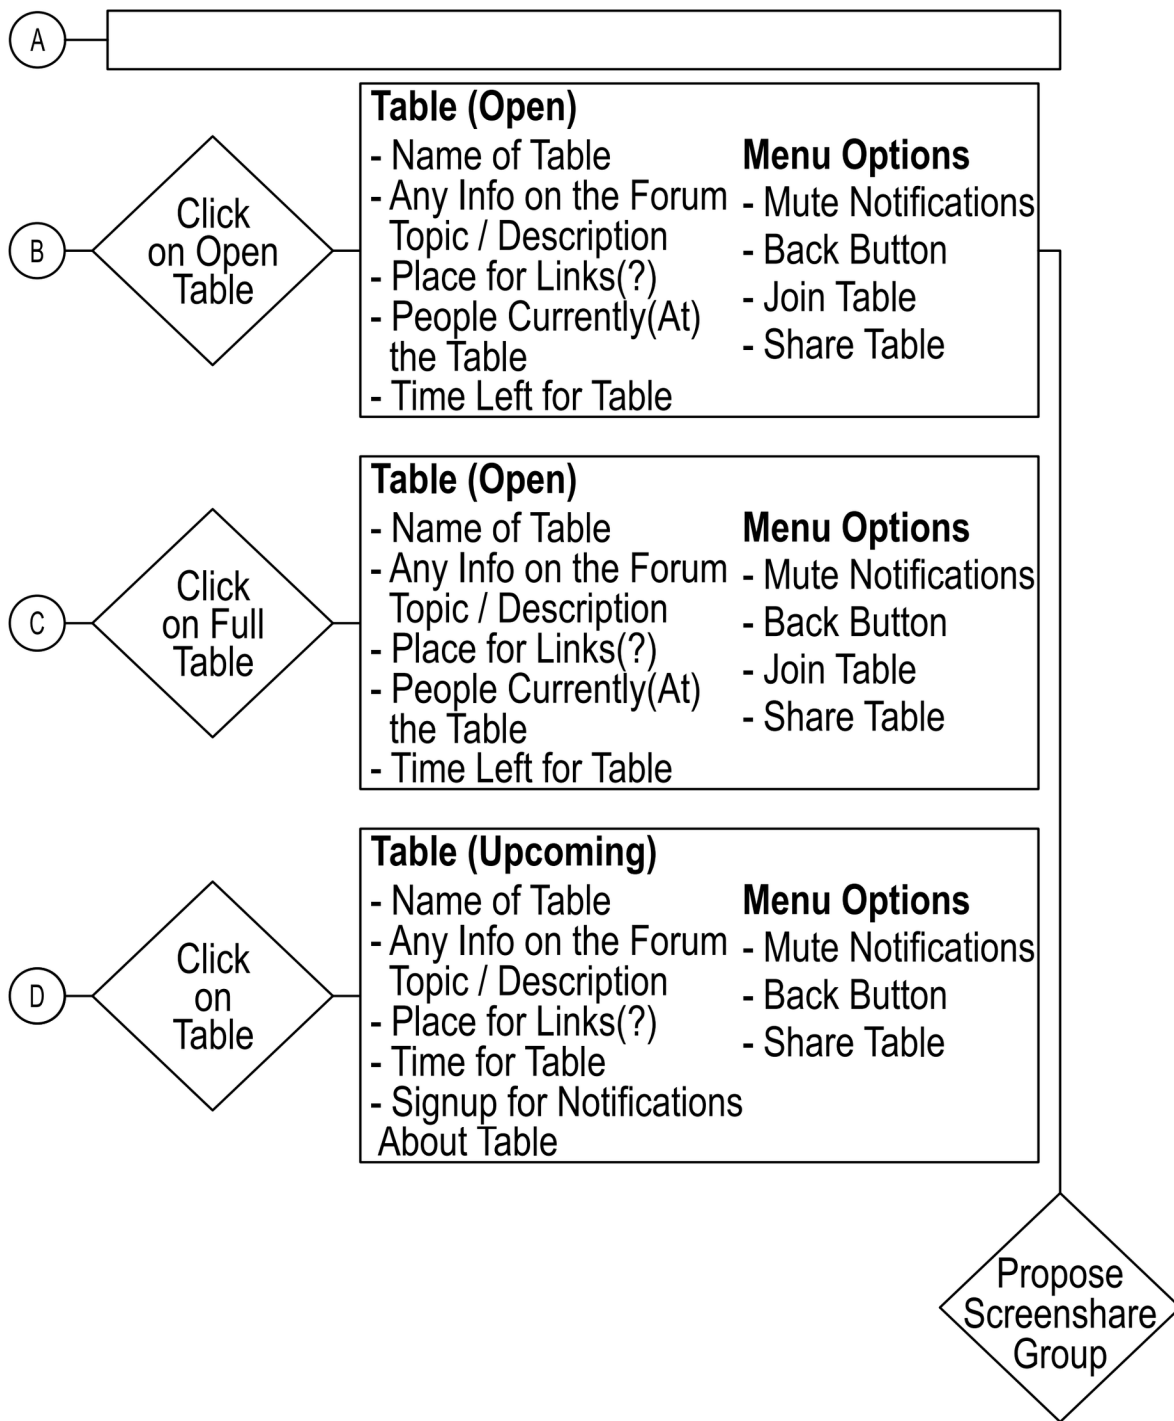 A
B
Click
on Open
Table
Table (Open)
- Name of Table
- Any Info on the Forum
Topic / Description
- Place for Links(?)
- People Currently(At)
the Table
- Time Left for Table
Menu Options
- Mute Notifications
- Back Button
- Join Table
- Share Table
C
Click
on Full
Table
Table (Open)
- Name of Table
- Any Info on the Forum
Topic / Description
- Place for Links(?)
- People Currently(At)
the Table
- Time Left for Table
Menu Options
- Mute Notifications
- Back Button
- Join Table
- Share Table
D
Click
on
Table
Table (Upcoming)
- Name of Table
- Any Info on the Forum
Topic / Description
- Place for Links(?)
- Time for Table
- Signup for Notifications
About Table
Menu Options
- Mute Notifications
- Back Button
- Share Table
Propose
Screenshare
Group